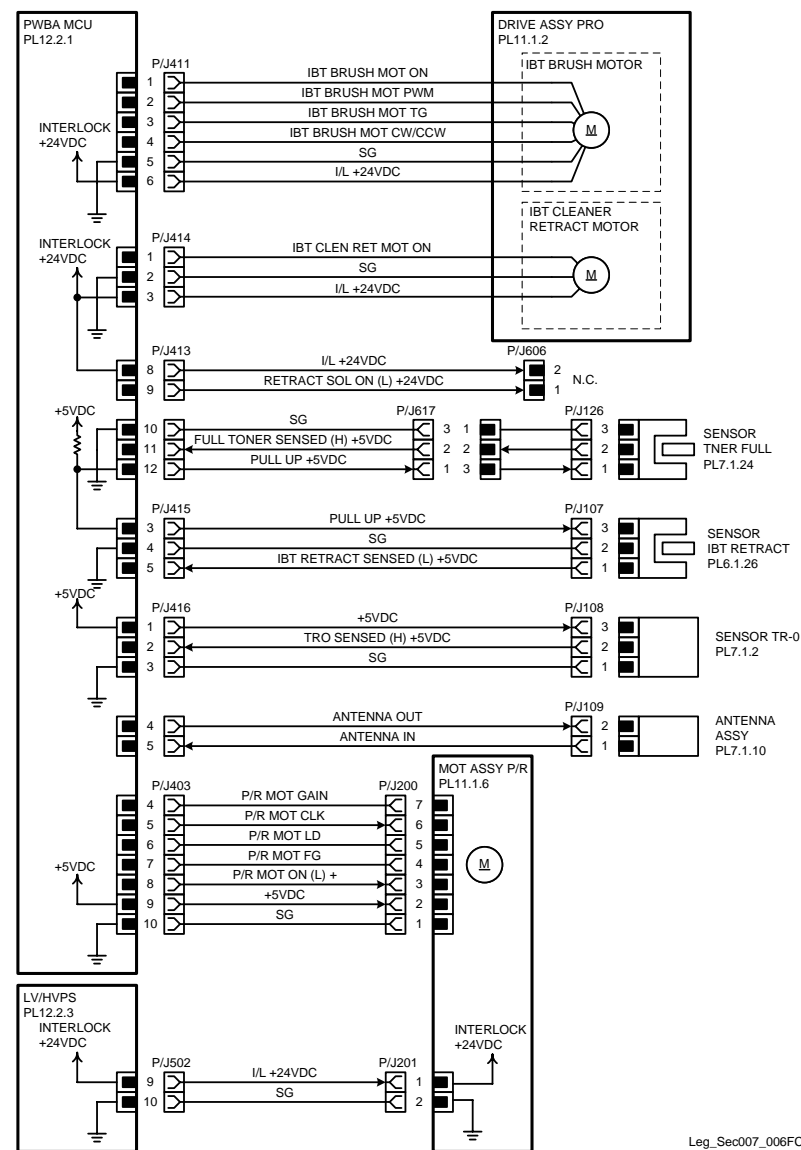 PWBA MCU
PL12.2.1
DRIVE ASSY PRO
PL11.1.2
IBT BRUSH MOTOR
P/J411
1 IBT BRUSH MOT ON
2 IBT BRUSH MOT PWM
3 IBT BRUSH MOT TG
4 IBT BRUSH MOT CW/CCW
5 SG
6 I/L +24VDC
INTERLOCK
+24VDC
M
IBT CLEANER
RETRACT MOTOR
INTERLOCK
+24VDC
P/J414
1 IBT CLEN RET MOT ON
2 SG
3 I/L +24VDC
M
P/J413 P/J606
8 I/L +24VDC 2
9 RETRACT SOL ON (L) +24VDC 1
N.C.
+5VDC
P/J617 P/J126
10 SG 3 1 3
11 FULL TONER SENSED (H) +5VDC 2 2 2
12 PULL UP +5VDC 1 3 1
SENSOR
TNER FULL
PL7.1.24
P/J415 P/J107
3 PULL UP +5VDC 3
4 SG 2
5 IBT RETRACT SENSED (L) +5VDC 1
SENSOR
IBT RETRACT
PL6.1.26
+5VDC
P/J416 P/J108
1 +5VDC 3
2 TRO SENSED (H) +5VDC 2
3 SG 1
SENSOR TR-0
PL7.1.2
P/J109
4 ANTENNA OUT 2
5 ANTENNA IN 1
ANTENNA
ASSY
PL7.1.10
MOT ASSY P/R
PL11.1.6
P/J403 P/J200
4 P/R MOT GAIN 7
5 P/R MOT CLK 6
6 P/R MOT LD 5
7 P/R MOT FG 4
8 P/R MOT ON (L) + 3
9 +5VDC 2
10 SG 1
+5VDC
M
LV/HVPS
PL12.2.3
INTERLOCK
+24VDC
P/J502 P/J201
9 I/L +24VDC 1
10 SG 2
INTERLOCK
+24VDC
Leg_Sec007_006FC